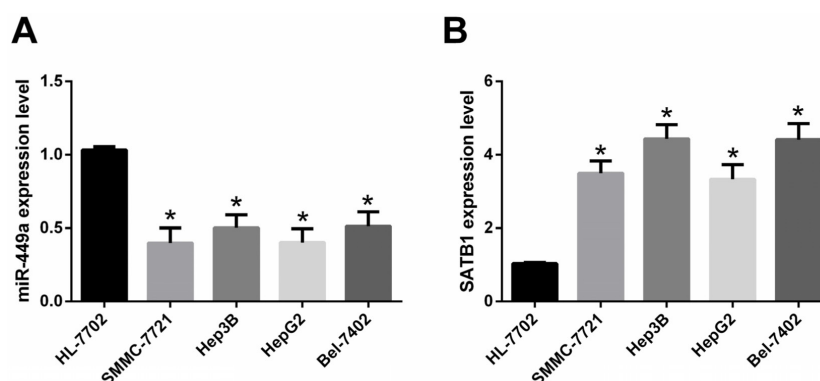 A
miR-449a expression level
1.5
1.0
0.5
0.0
*
*
*
*
HL-7702
SMMC-7721
Hep3B
HepG2
Bel-7402
B
SATB1 expression level
6
4
2
0
*
*
*
*
HL-7702
SMMC-7721
Hep3B
HepG2
Bel-7402